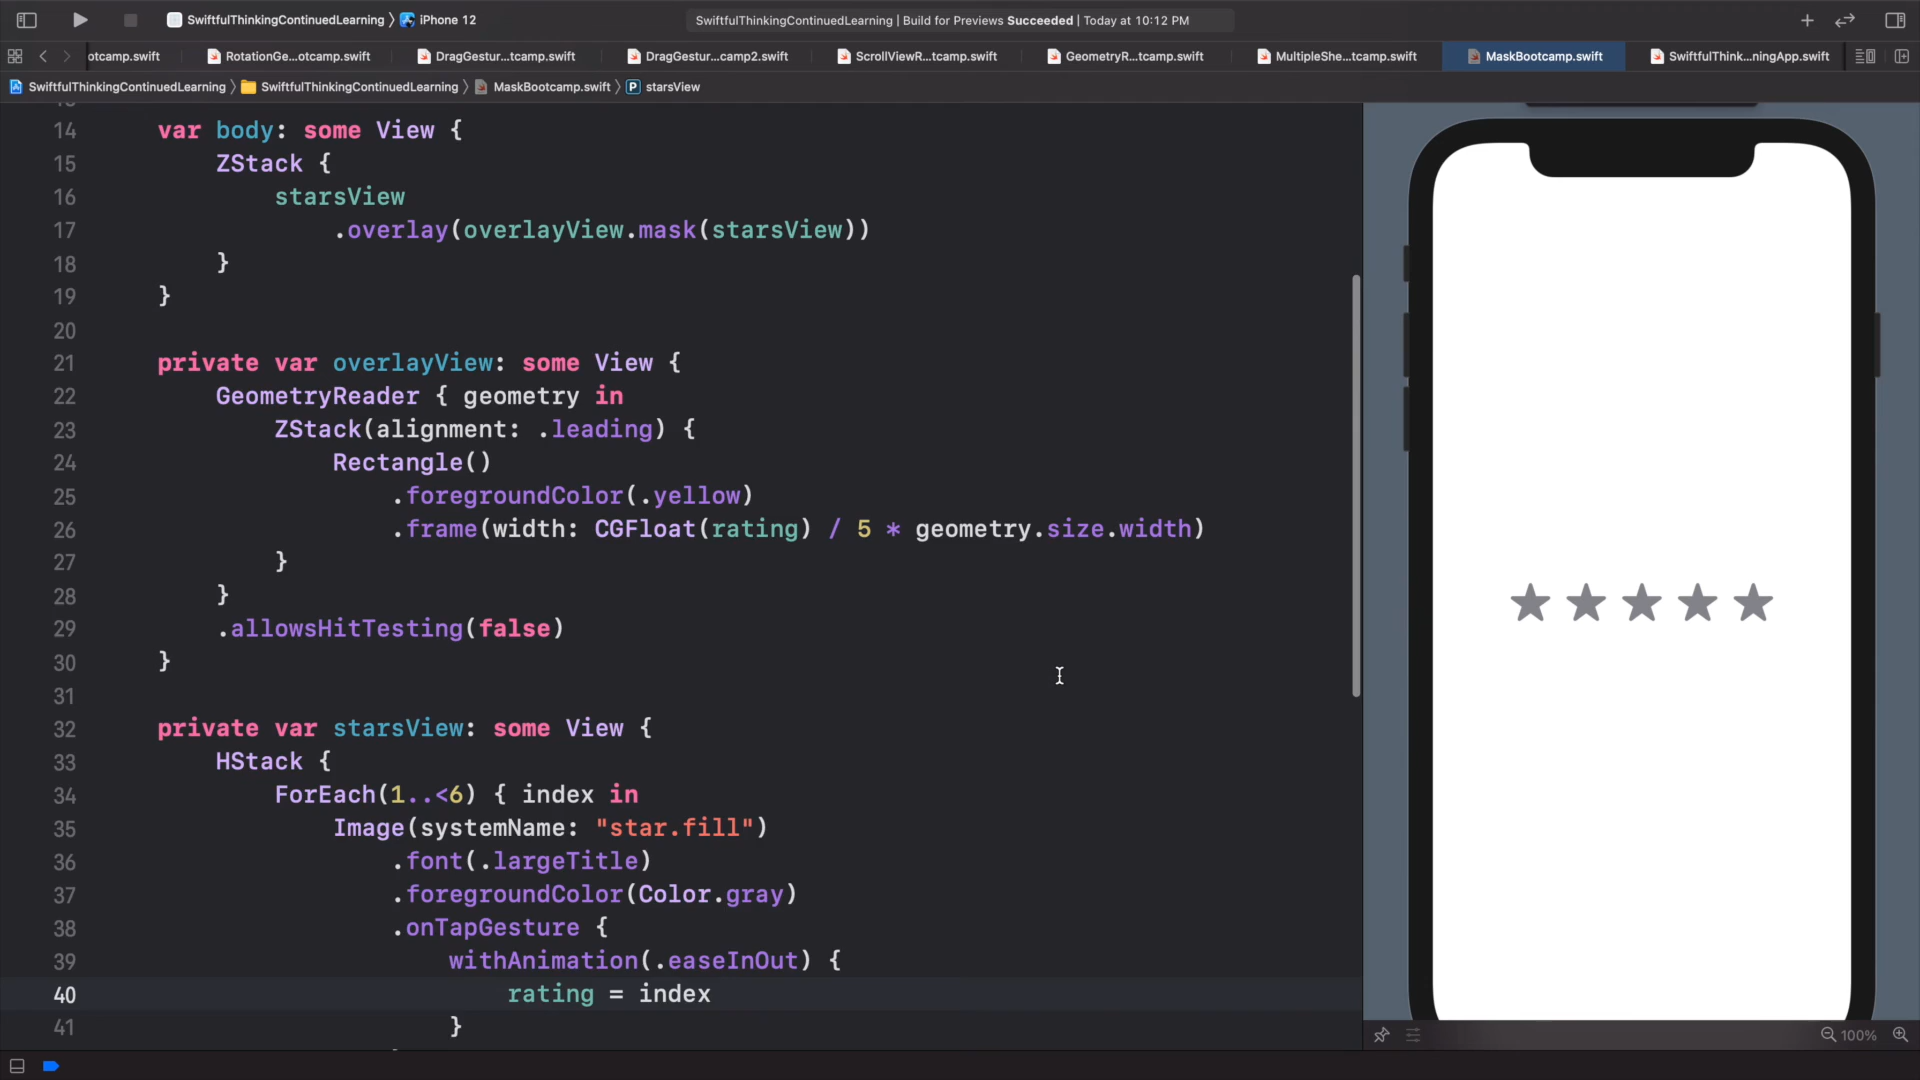 SwiftfulThinkingContinuedLearning
iPhone 12
SwiftfulThinkingContinuedLearning | Build for Previews Succeeded | Today at 10:12 PM
otcamp.swift
RotationGe...otcamp.swift
DragGestur...tcamp.swift
DragGestur...camp2.swift
ScrollViewR...tcamp.swift
GeometryR...tcamp.swift
MultipleShe...tcamp.swift
MaskBootcamp.swift
SwiftfulThink...ningApp.swift
SwiftfulThinkingContinuedLearning
SwiftfulThinkingContinuedLearning
MaskBootcamp.swift
P starsView
14 var body: some View {
15 ZStack {
16 starsView
17 .overlay(overlayView.mask(starsView))
18 }
19 }
20
21 private var overlayView: some View {
22 GeometryReader { geometry in
23 ZStack(alignment: .leading) {
24 Rectangle()
25 .foregroundColor(.yellow)
26 .frame(width: CGFloat(rating) / 5 * geometry.size.width)
27 }
28 }
29 .allowsHitTesting(false)
30 }
31
32 private var starsView: some View {
33 HStack {
34 ForEach(1..<6) { index in
35 Image(systemName: "star.fill")
36 .font(.largeTitle)
37 .foregroundColor(Color.gray)
38 .onTapGesture {
39 withAnimation(.easeInOut) {
40 rating = index
41 }
100%